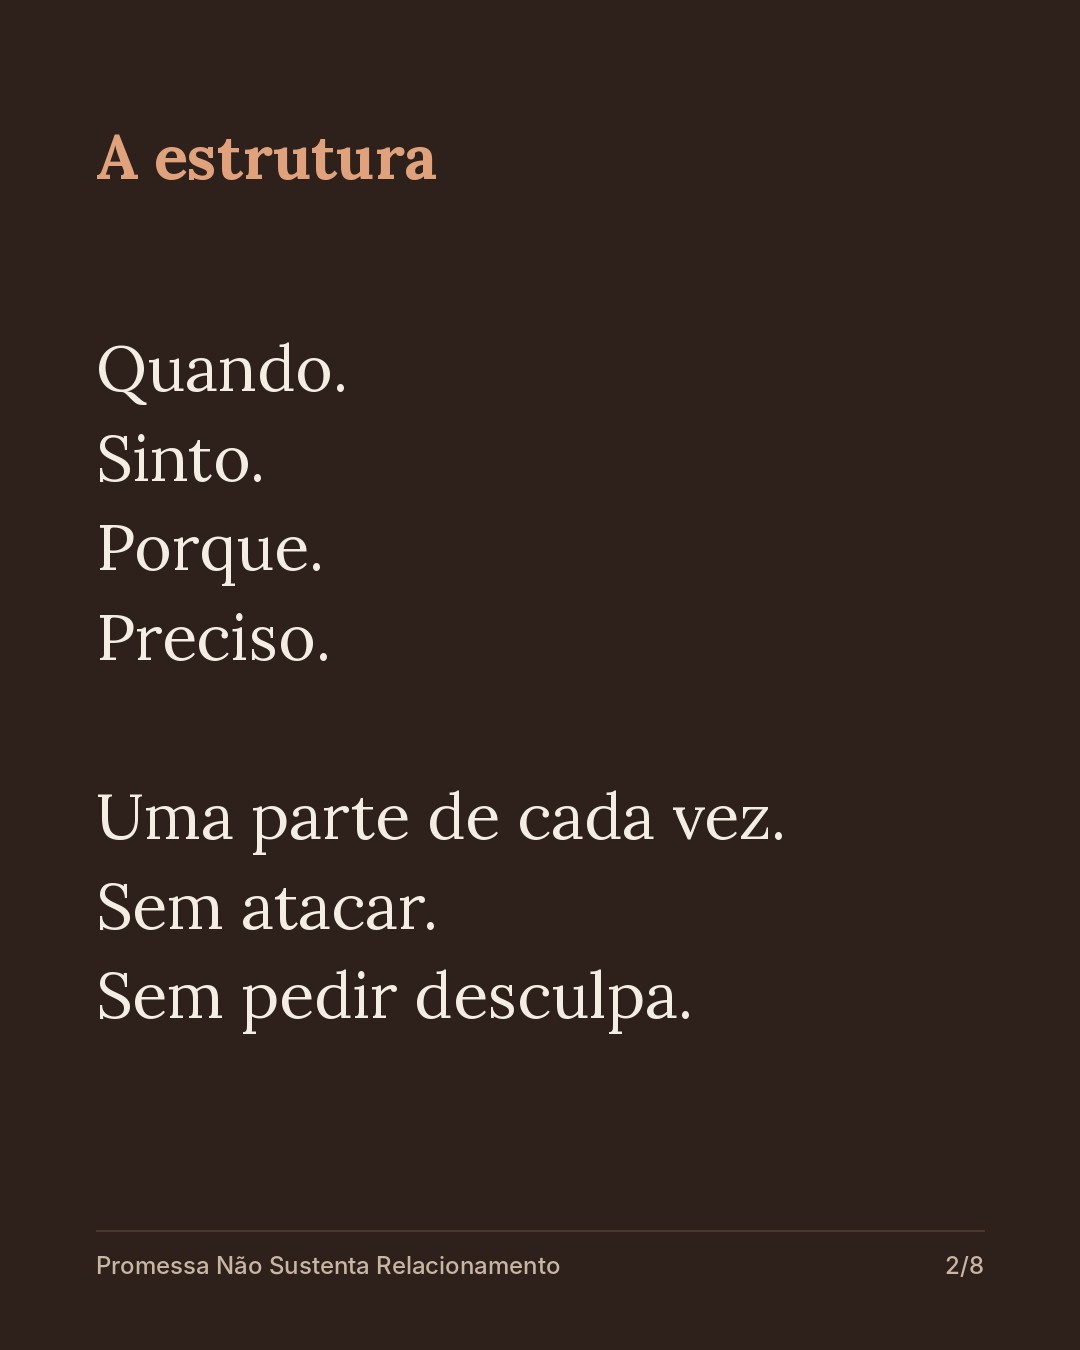 A estrutura
Quando.
Sinto.
Porque.
Preciso.
Uma parte de cada vez.
Sem atacar.
Sem pedir desculpa.
Promessa Não Sustenta Relacionamento
2/8